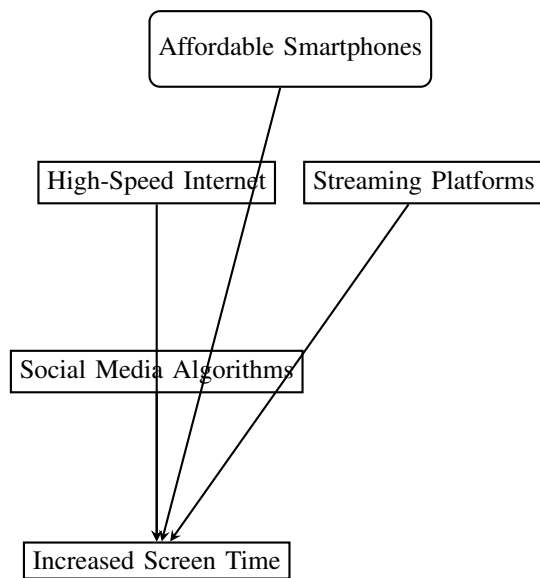 Affordable Smartphones
High-Speed Internet
Streaming Platforms
Social Media Algorithms
Increased Screen Time